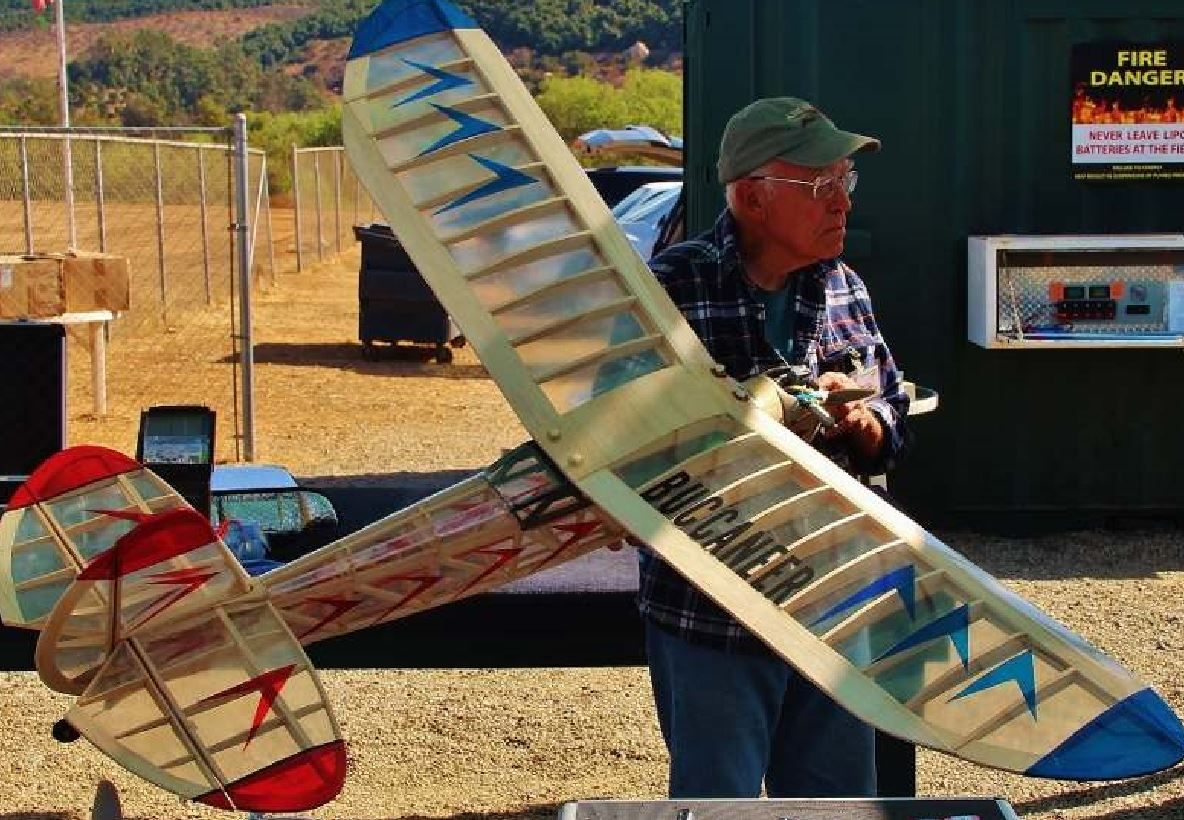 FIRE
DANGER
NEVER LEAVE LIPO
BATTERIES AT THE FIE
BUCCANEER